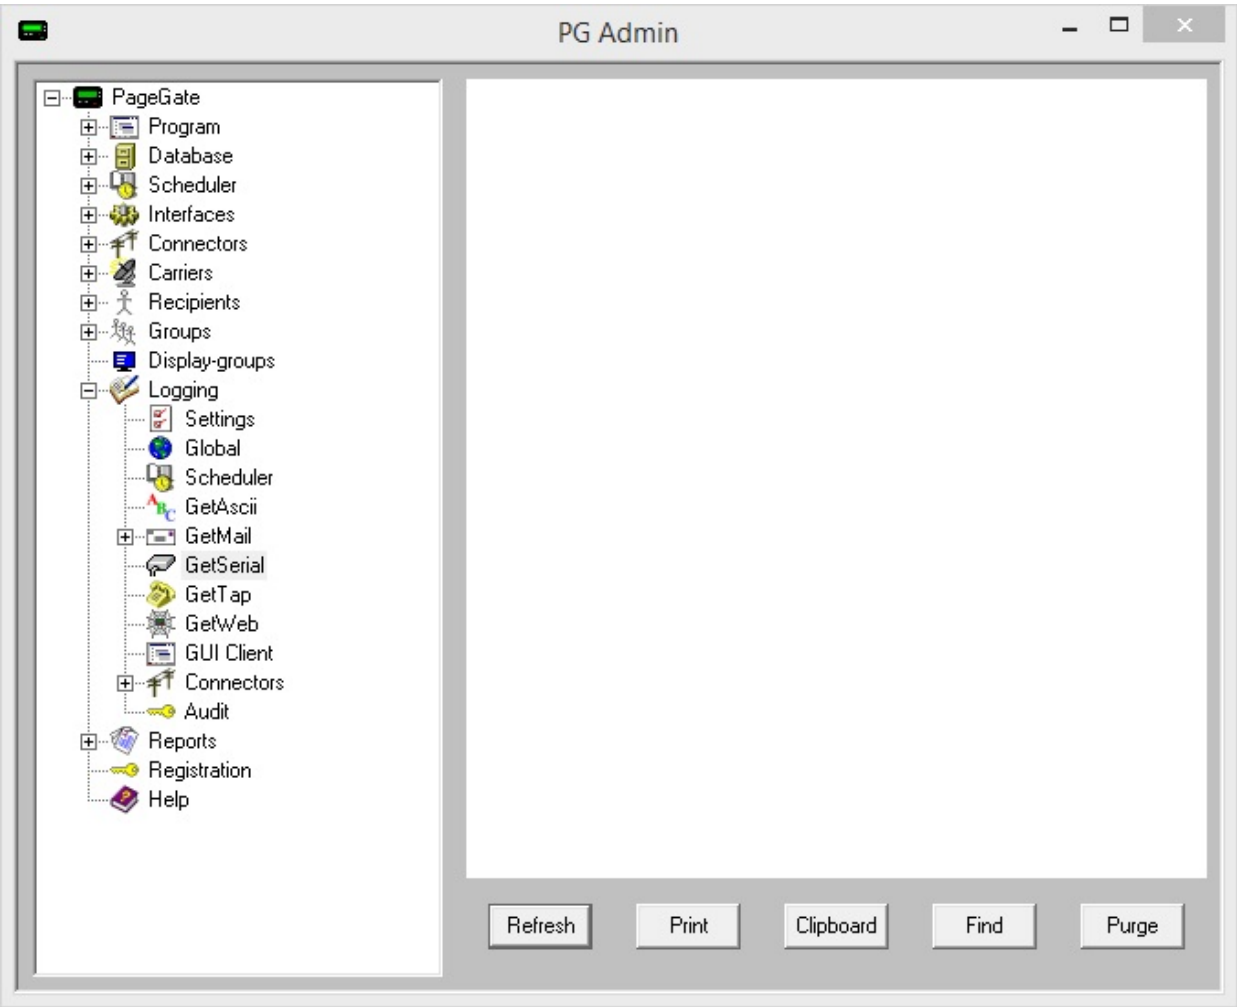 PG Admin
PageGate
Program
Database
Scheduler
Interfaces
Connectors
Carriers
Recipients
Groups
Display-groups
Logging
Settings
Global
Scheduler
GetAscii
GetMail
GetSerial
GetTap
GetWeb
GUI Client
Connectors
Audit
Reports
Registration
Help
Refresh Print Clipboard Find Purge